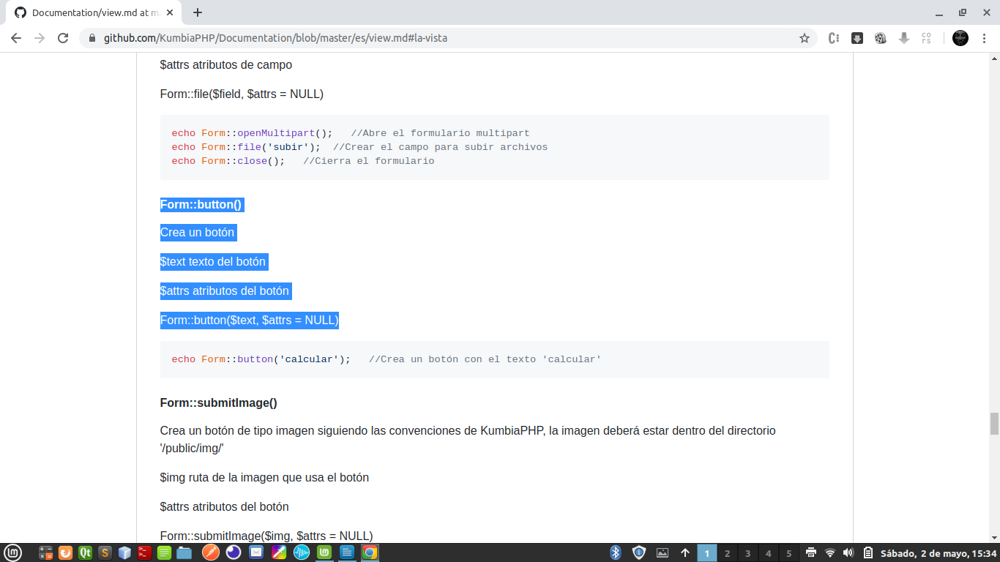 Documentation/view.md at m
github.com/KumbiaPHP/Documentation/blob/master/es/view.md#la-vista
co
rs
$attrs atributos de campo
Form::file($field, $attrs = NULL)
echo Form::openMultipart();   //Abre el formulario multipart
echo Form::file('subir');  //Crear el campo para subir archivos
echo Form::close();   //Cierra el formulario
Form::button()
Crea un botón
$text texto del botón
$attrs atributos del botón
Form::button($text, $attrs = NULL)
echo Form::button('calcular');   //Crea un botón con el texto 'calcular'
Form::submitImage()
Crea un botón de tipo imagen siguiendo las convenciones de KumbiaPHP, la imagen deberá estar dentro del directorio
'/public/img/'
$img ruta de la imagen que usa el botón
$attrs atributos del botón
Form::submitImage($img, $attrs = NULL)
Qt S 1 2 3 4 5 Sábado, 2 de mayo, 15:34